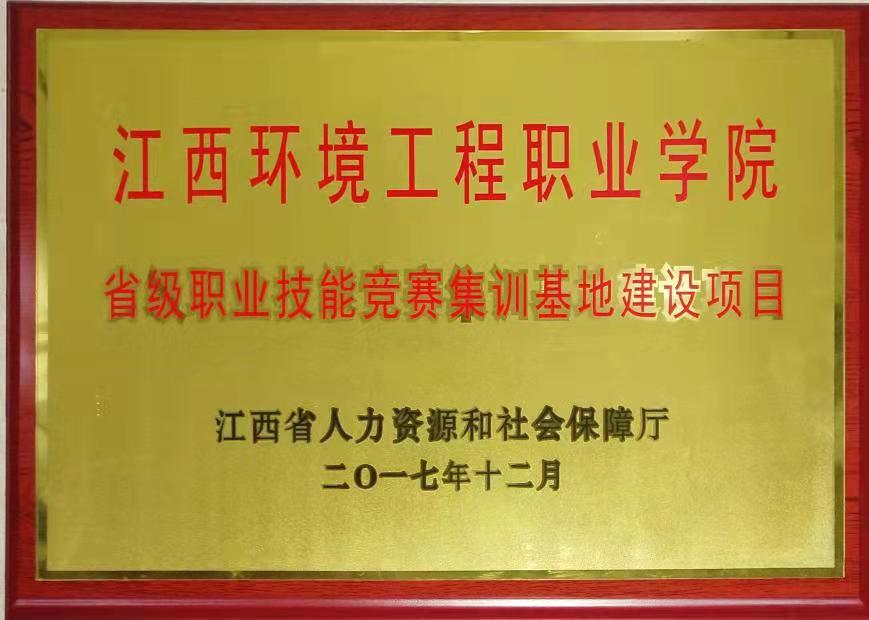 江西环境工程职业学院
省级职业技能竞赛集训基地建设项目
江西省人力资源和社会保障厅
二〇一七年十二月